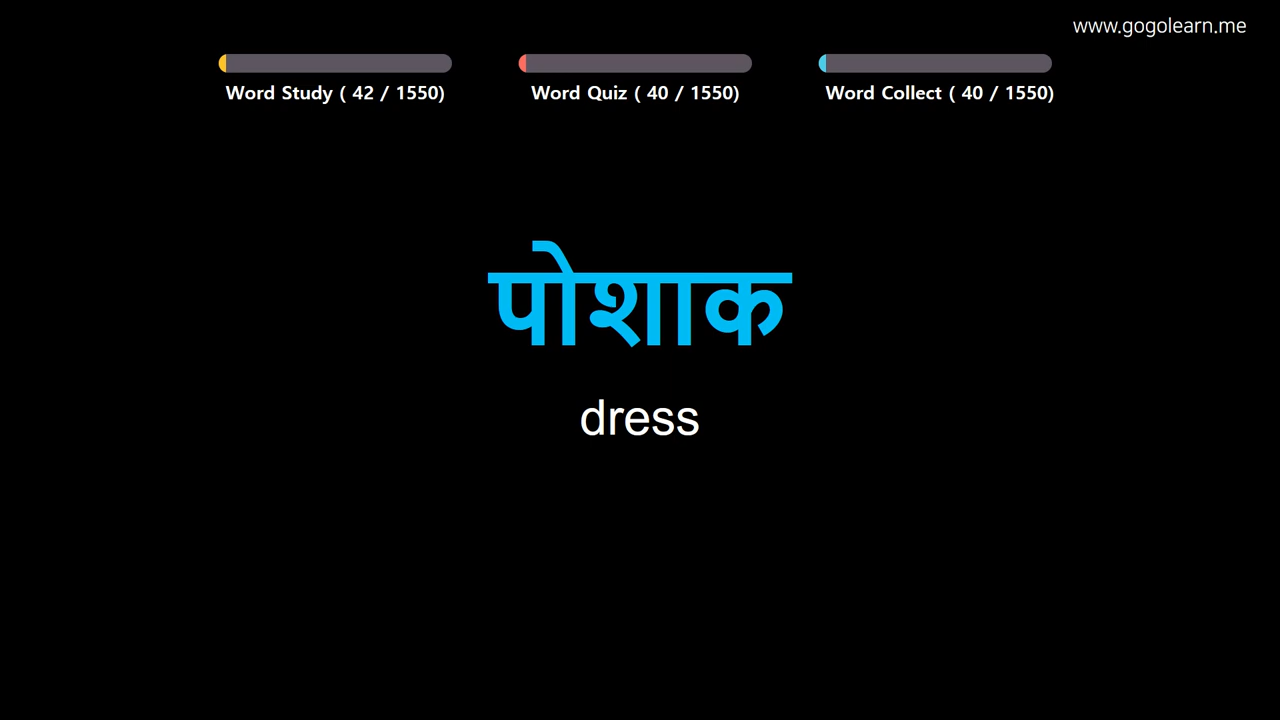 www.gogolearn.me
Word Study ( 42 / 1550)
Word Quiz ( 40 / 1550)
Word Collect ( 40 / 1550)
पोशाक
dress